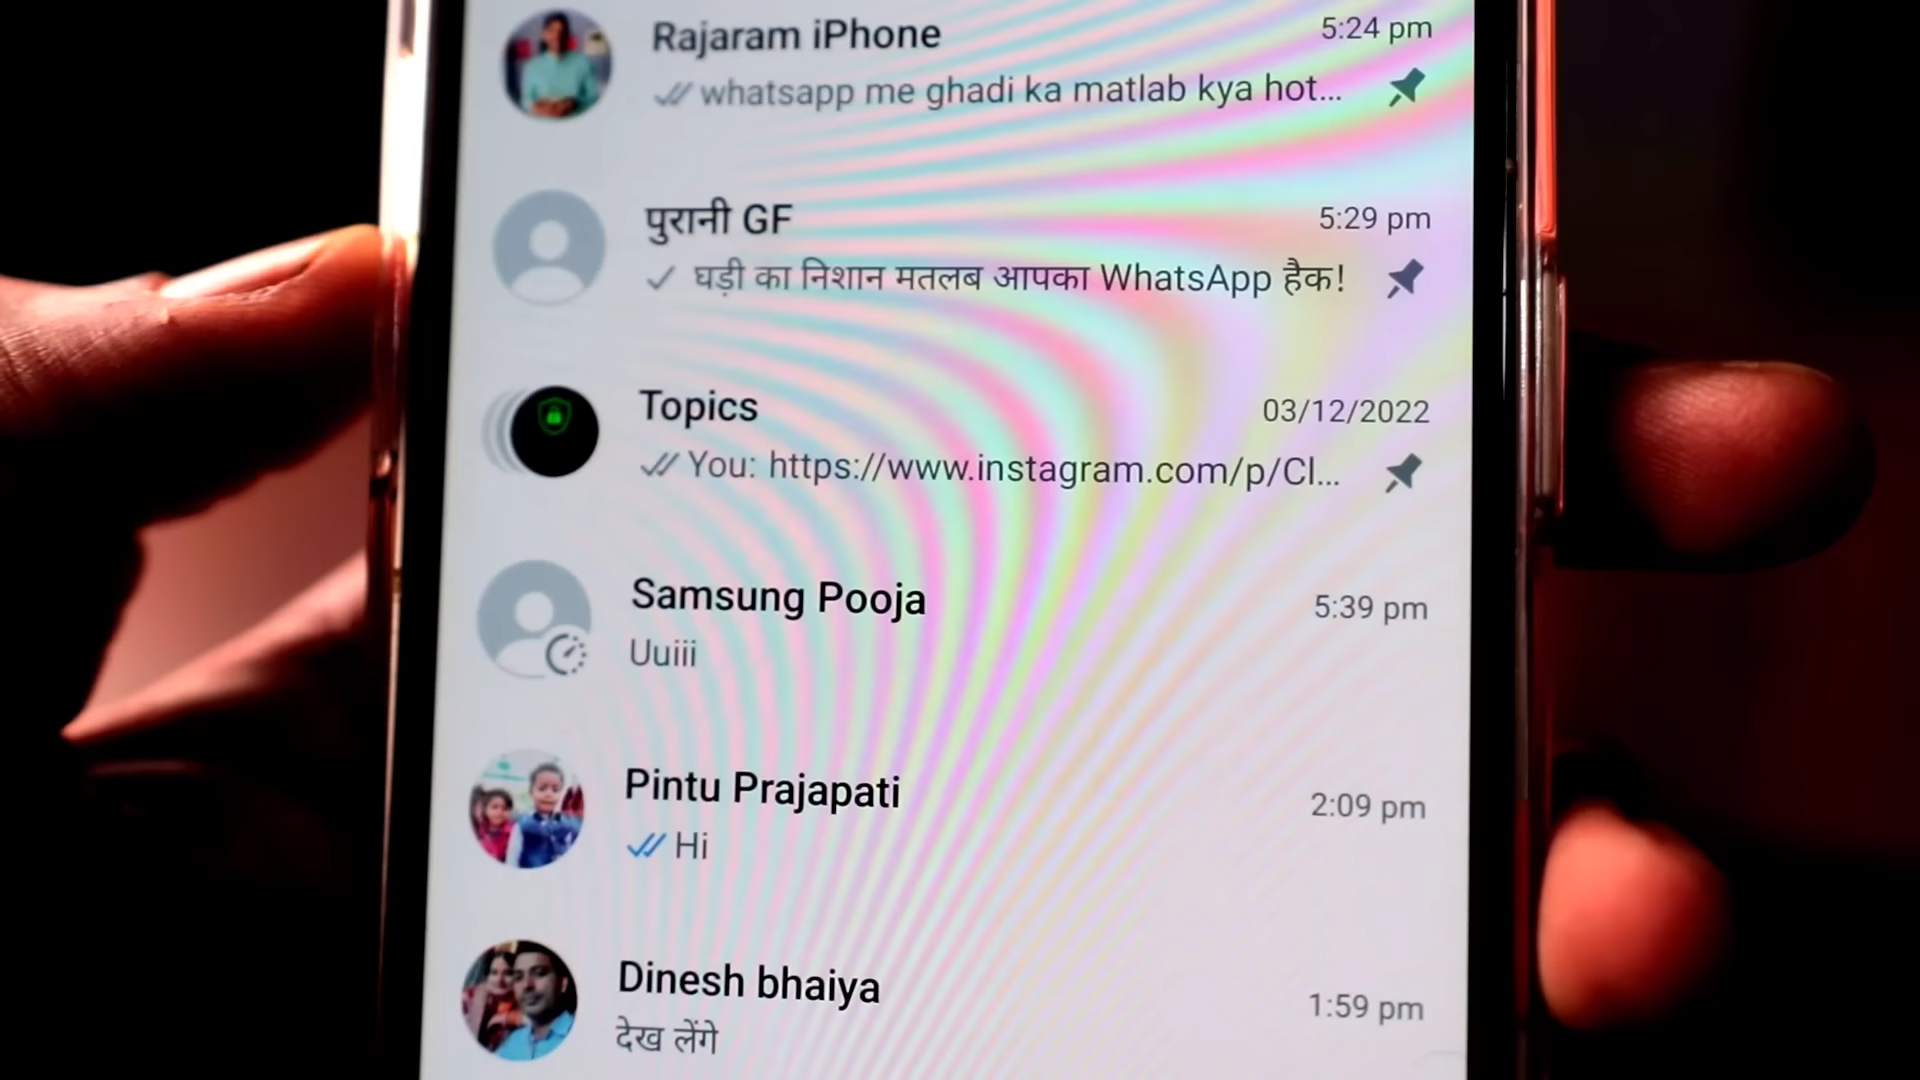 Rajaram iPhone 5:24 pm
whatsapp me ghadi ka matlab kya hot...
पुरानी GF 5:29 pm
घड़ी का निशान मतलब आपका WhatsApp हैक!
Topics 03/12/2022
You: https://www.instagram.com/p/Cl...
Samsung Pooja 5:39 pm
Uuiii
Pintu Prajapati 2:09 pm
Hi
Dinesh bhaiya 1:59 pm
देख लेंगे